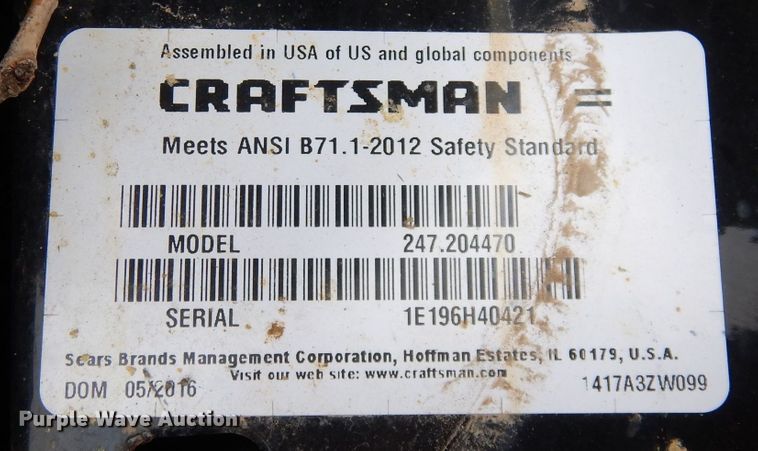 Assembled in USA of US and global components
CRAFTSMAN
Meets ANSI B71.1-2012 Safety Standard
MODEL 247.204470
SERIAL 1E196H40421
Sears Brands Management Corporation, Hoffman Estates, IL 60179, U.S.A.
Visit our web site: www.craftsman.com
DOM 05/2016 1417A3ZW099
Purple Wave Auction